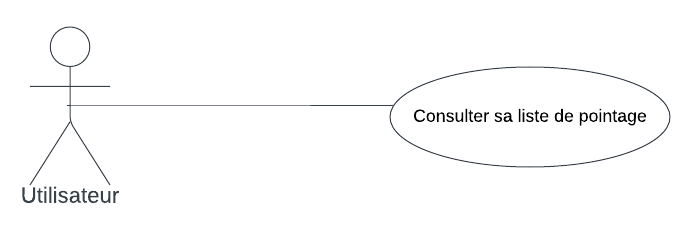 Consulter sa liste de pointage
Utilisateur